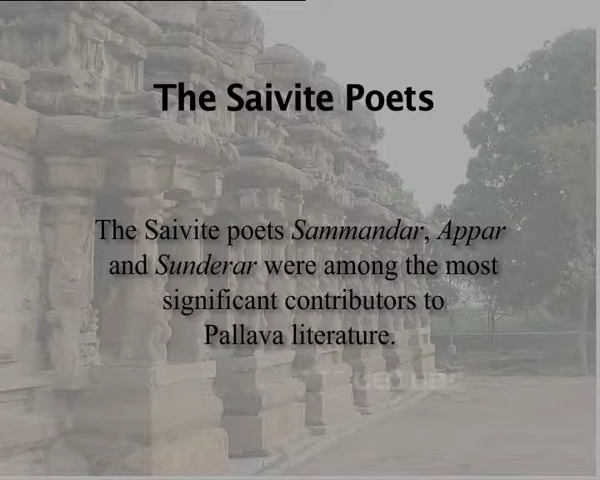 The Saivite Poets
The Saivite poets Sammandar, Appar
and Sunderar were among the most
significant contributors to
Pallava literature.